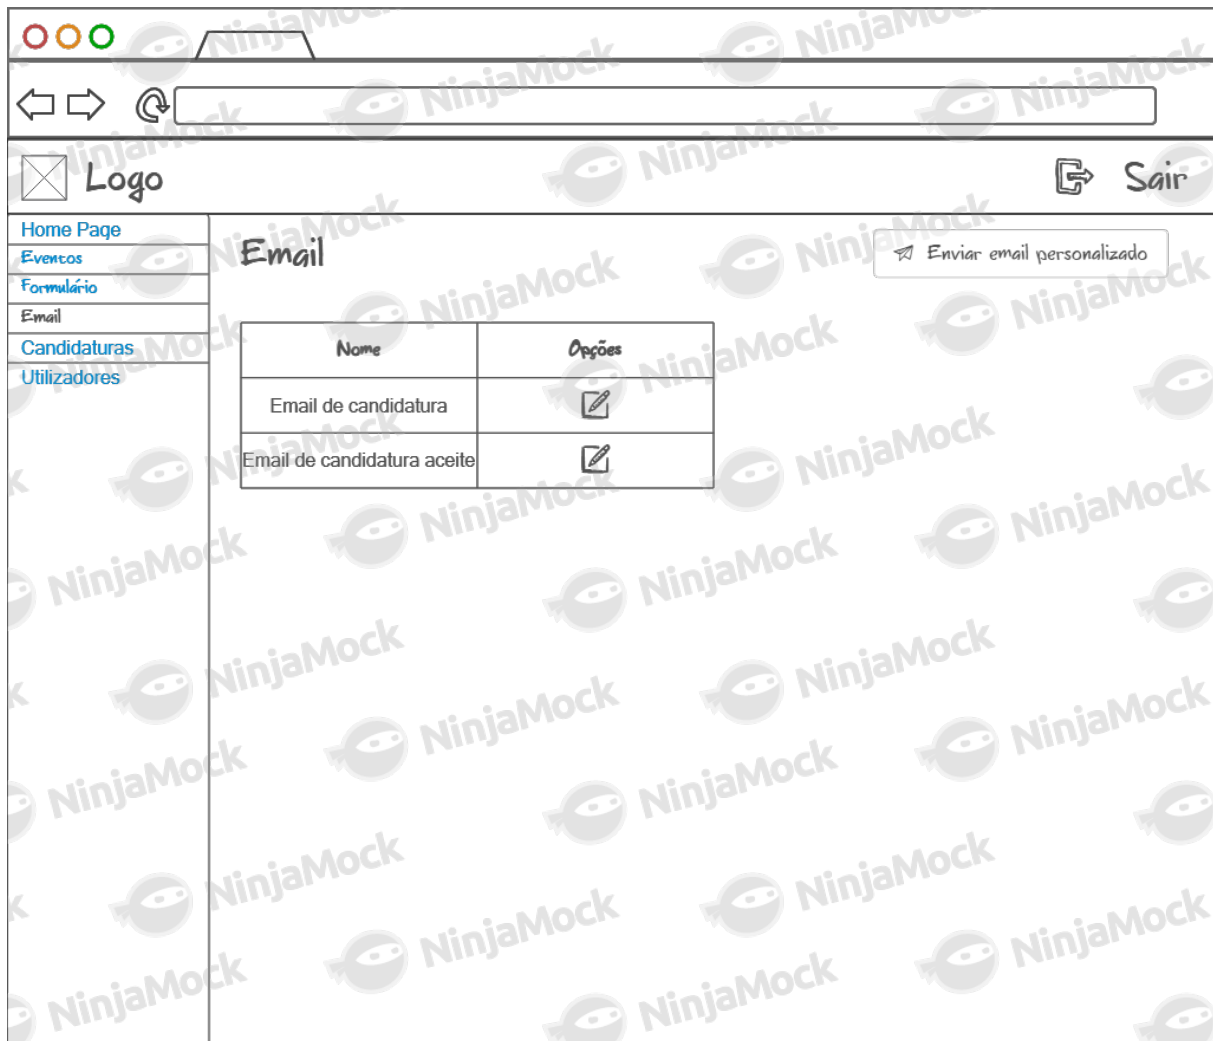 Logo
Sair
Home Page
Eventos
Formulário
Email
Candidaturas
Utilizadores
Email
Enviar email personalizado
Nome
Opções
Email de candidatura
Email de candidatura aceite
NinjaMock